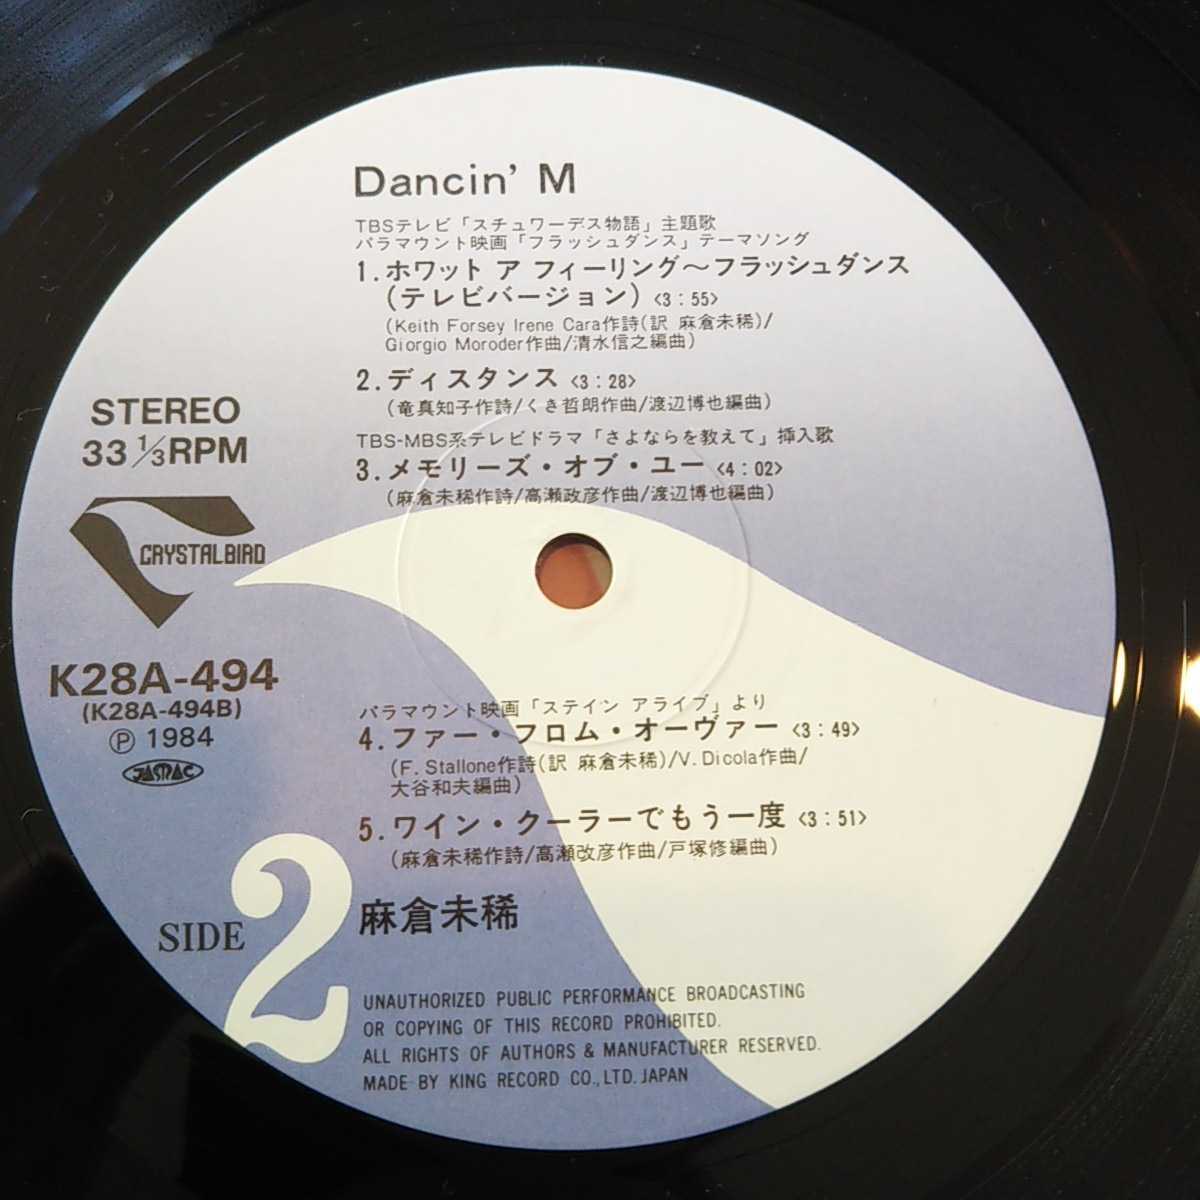 Dancin' M
TBSテレビ「スチュワーデス物語」主題歌
パラマウント映画「フラッシュダンス」テーマソング
1.ホワット ア フィーリング〜フラッシュダンス
(テレビバージョン) <3:55>
(Keith Forsey Irene Cara作詩(訳 麻倉未稀)/
Giorgio Moroder作曲/清水信之編曲)
2.ディスタンス <3:28>
(竜真知子作詩/くき哲朗作曲/渡辺博也編曲)
TBS-MBS系テレビドラマ「さよならを教えて」挿入歌
3.メモリーズ・オブ・ユー <4:02>
(麻倉未稀作詩/高瀬政彦作曲/渡辺博也編曲)
STEREO
33 1/3 RPM
CRYSTALBIRD
K28A-494
(K28A-494B)
Ⓟ 1984
JASRAC
パラマウント映画「ステイン アライブ」より
4.ファー・フロム・オーヴァー <3:49>
(F. Stallone作詩(訳 麻倉未稀)/V. Dicola作曲/
大谷和夫編曲)
5.ワイン・クーラーでもう一度 <3:51>
(麻倉未稀作詩/高瀬改彦作曲/戸塚修編曲)
SIDE 2
麻倉未稀
UNAUTHORIZED PUBLIC PERFORMANCE BROADCASTING
OR COPYING OF THIS RECORD PROHIBITED.
ALL RIGHTS OF AUTHORS & MANUFACTURER RESERVED.
MADE BY KING RECORD CO., LTD. JAPAN